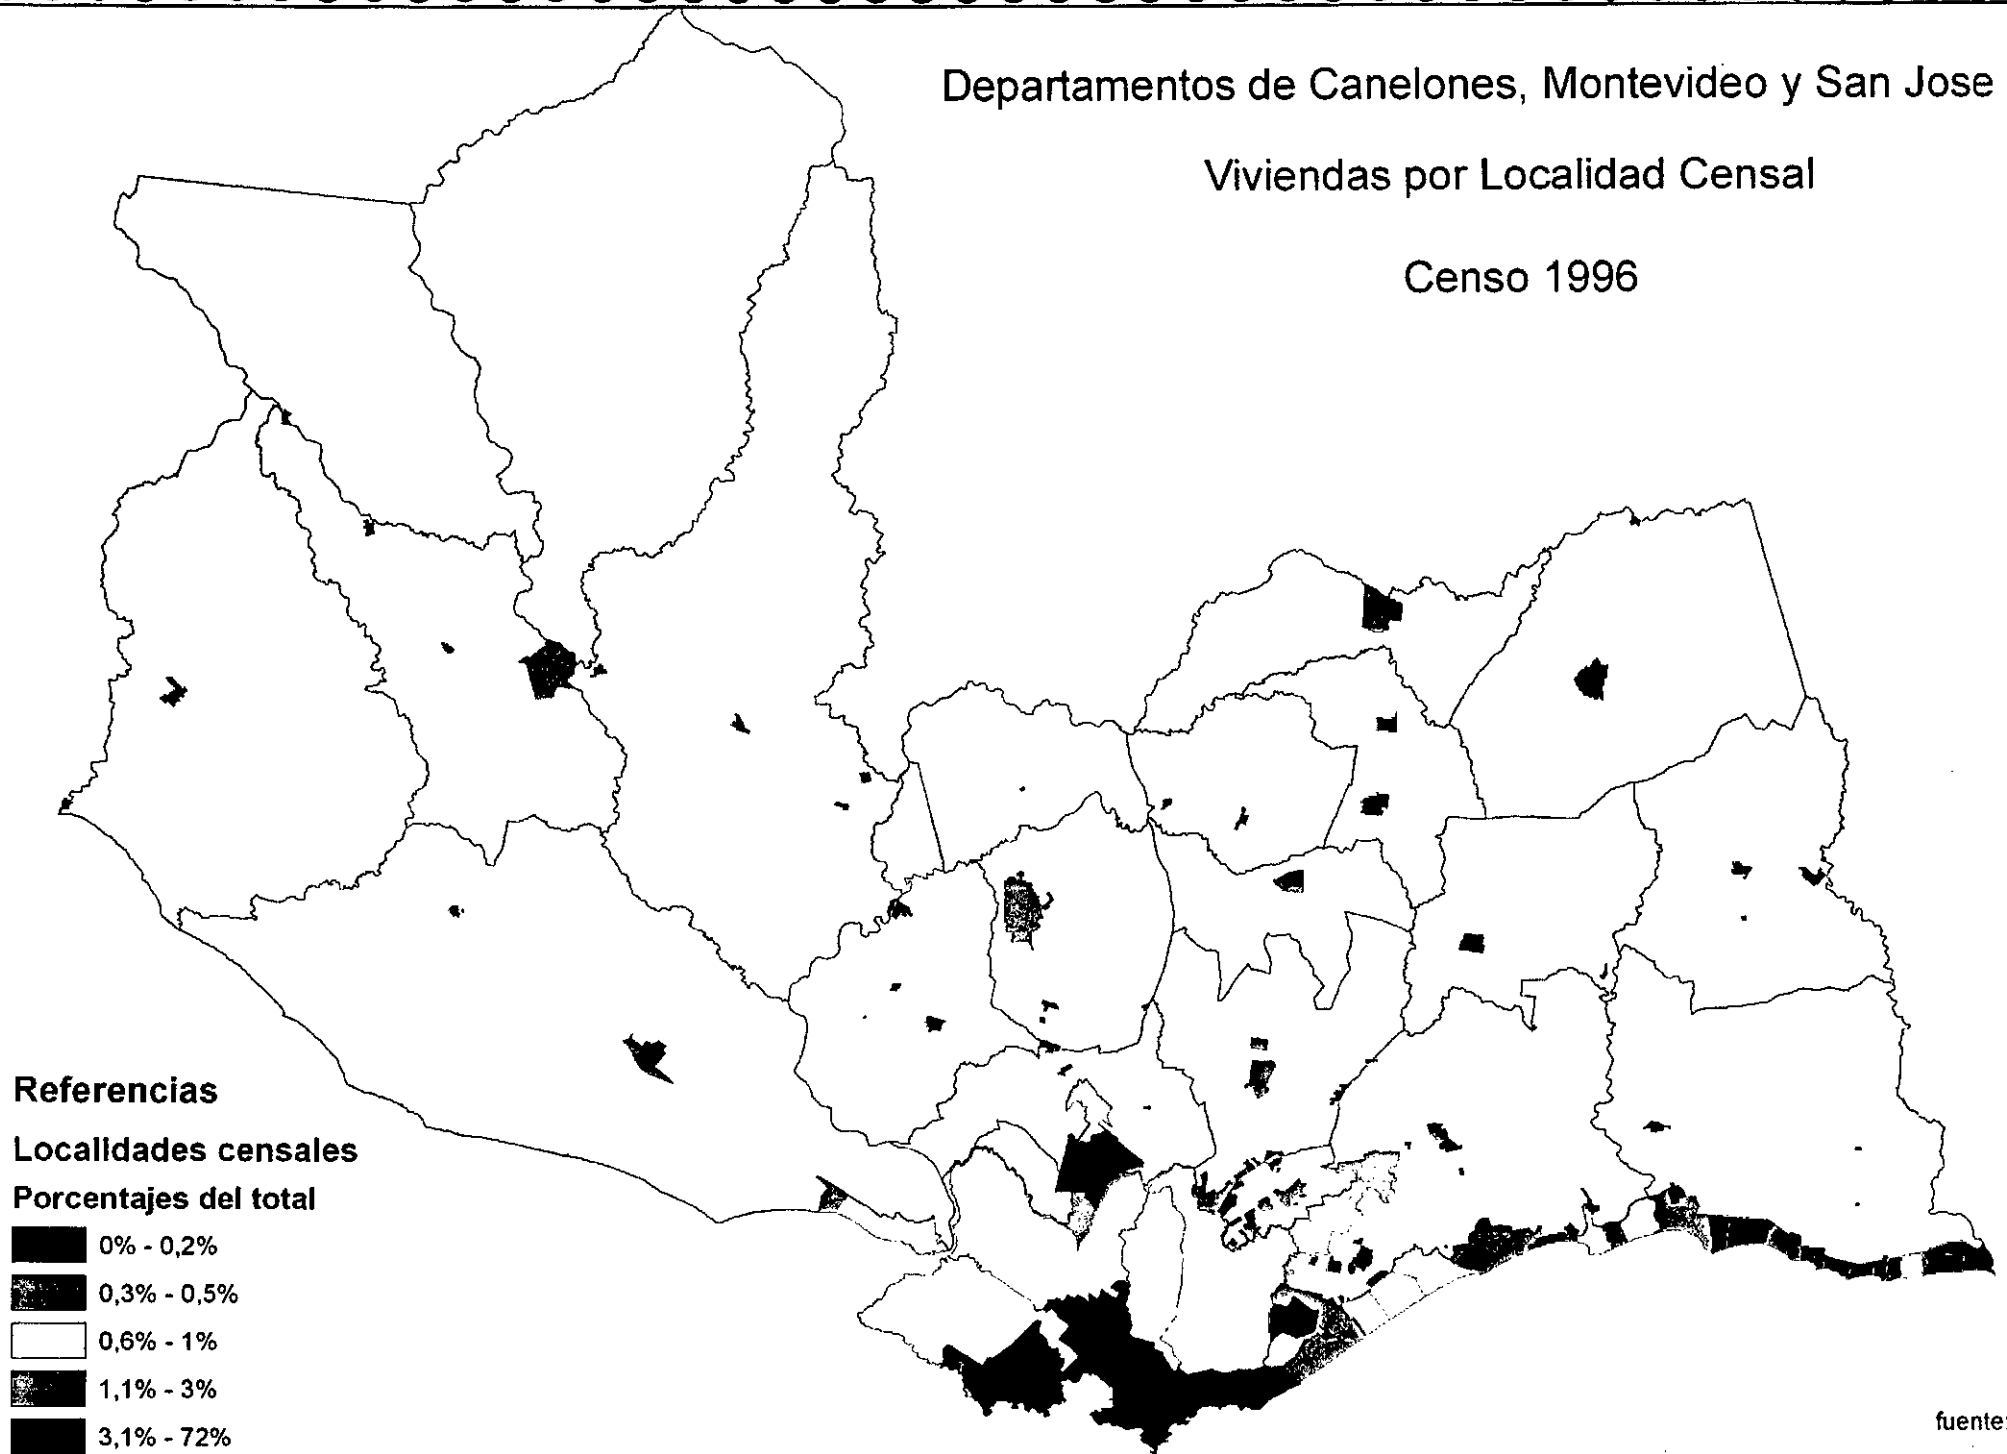 Departamentos de Canelones, Montevideo y San Jose
Viviendas por Localidad Censal
Censo 1996
Referencias
Localidades censales
Porcentajes del total
0% - 0,2%
0,3% - 0,5%
0,6% - 1%
1,1% - 3%
3,1% - 72%
fuente: